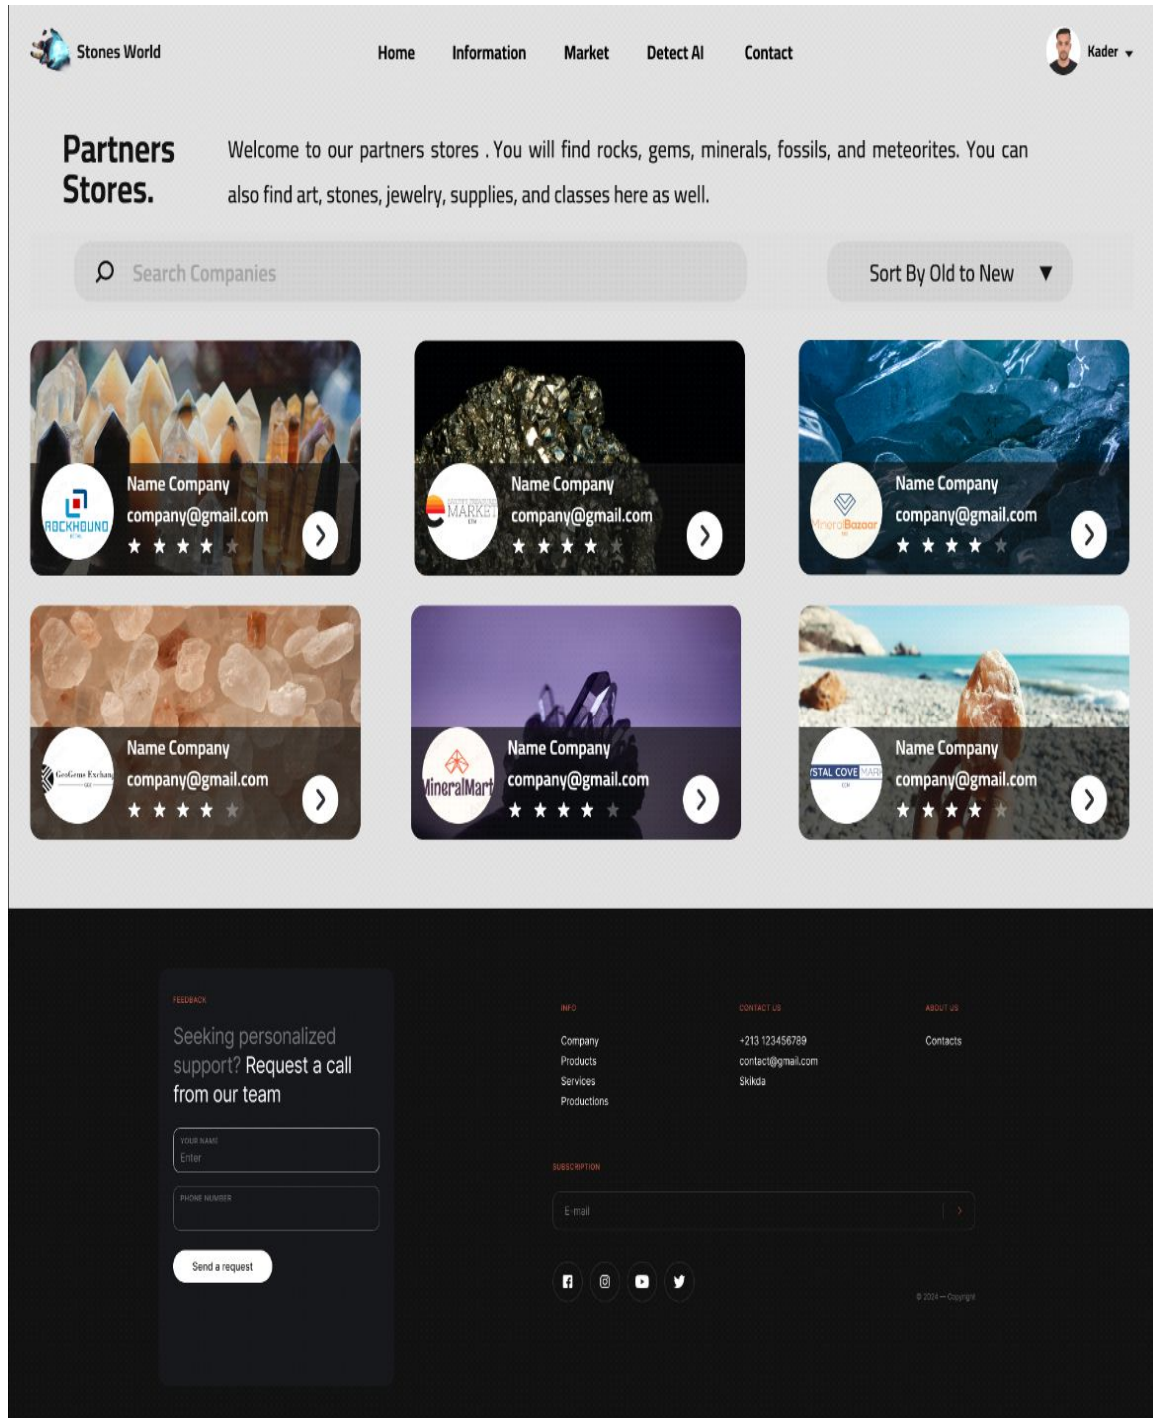 Stones World
Home Information Market Detect AI Contact
Kader
Partners
Stores.
Welcome to our partners stores . You will find rocks, gems, minerals, fossils, and meteorites. You can
also find art, stones, jewelry, supplies, and classes here as well.
Search Companies
Sort By Old to New
ROCKHOUND
Name Company
company@gmail.com
MARKET
Name Company
company@gmail.com
MineralBazaar
Name Company
company@gmail.com
GeoGems Exchang
Name Company
company@gmail.com
MineralMart
Name Company
company@gmail.com
YSTAL COVE MARK
Name Company
company@gmail.com
FEEDBACK
Seeking personalized
support? Request a call
from our team
YOUR NAME
Enter
PHONE NUMBER
Send a request
INFO
Company
Products
Services
Productions
CONTACT US
+213 123456789
contact@gmail.com
Skikda
ABOUT US
Contacts
SUBSCRIPTION
E-mail
© 2024 — Copyright